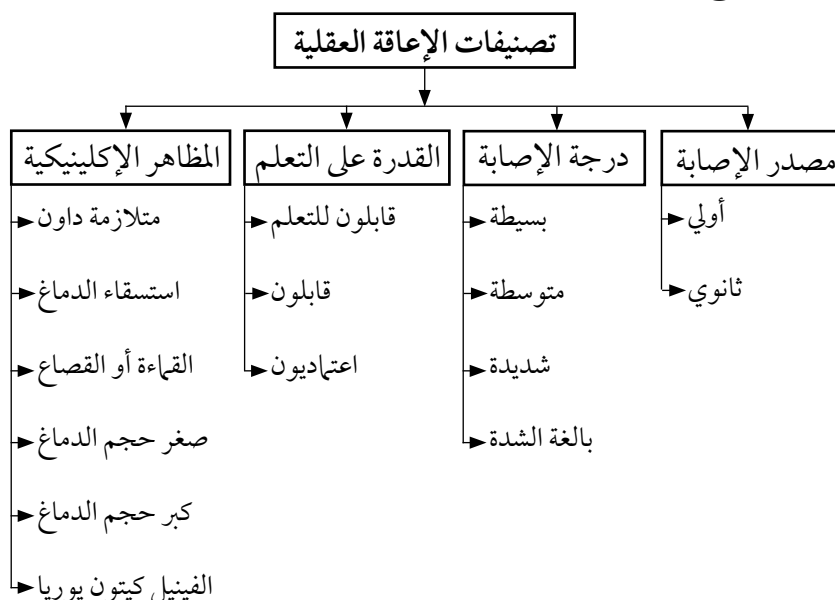 تصنيفات الإعاقة العقلية
مصدر الإصابة
أولي
ثانوي
درجة الإصابة
بسيطة
متوسطة
شديدة
بالغة الشدة
القدرة على التعلم
قابلون للتعلم
قابلون
اعتماديون
المظاهر الإكلينيكية
متلازمة داون
استسقاء الدماغ
القماءة أو القصاع
صغر حجم الدماغ
كبر حجم الدماغ
الفينيل كيتون يوريا